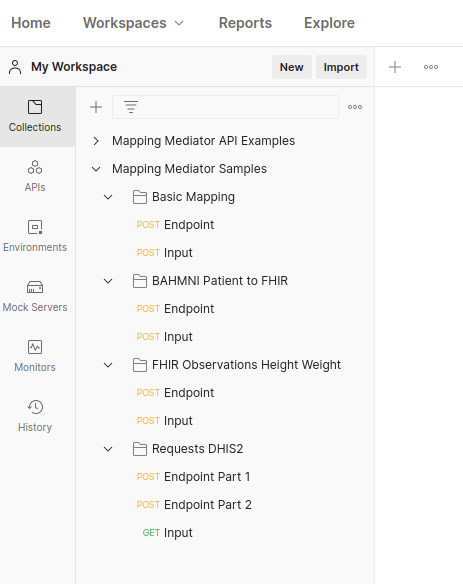 Home Workspaces Reports Explore
My Workspace New Import
Collections
APIs
Environments
Mock Servers
Monitors
History
Mapping Mediator API Examples
Mapping Mediator Samples
Basic Mapping
POST Endpoint
POST Input
BAHMNI Patient to FHIR
POST Endpoint
POST Input
FHIR Observations Height Weight
POST Endpoint
POST Input
Requests DHIS2
POST Endpoint Part 1
POST Endpoint Part 2
GET Input